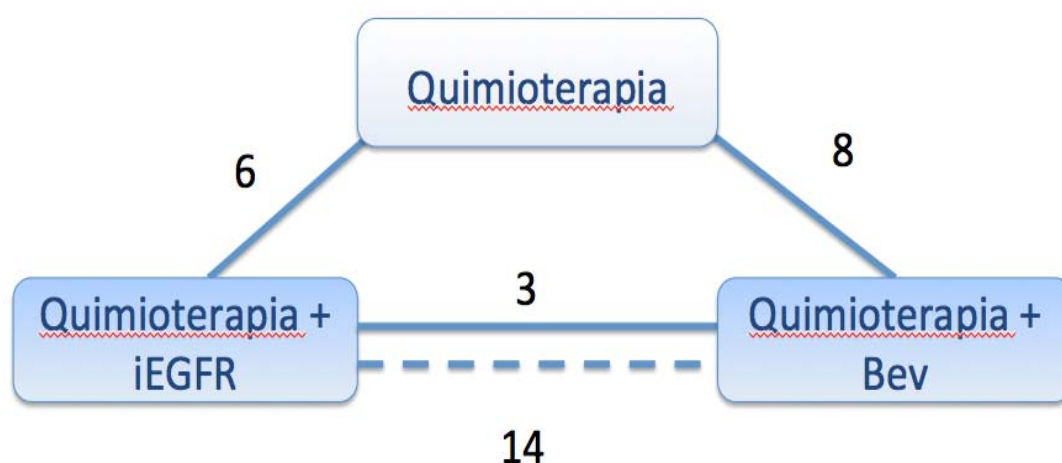 Quimioterapia
6
8
3
Quimioterapia +
iEGFR
Quimioterapia +
Bev
14